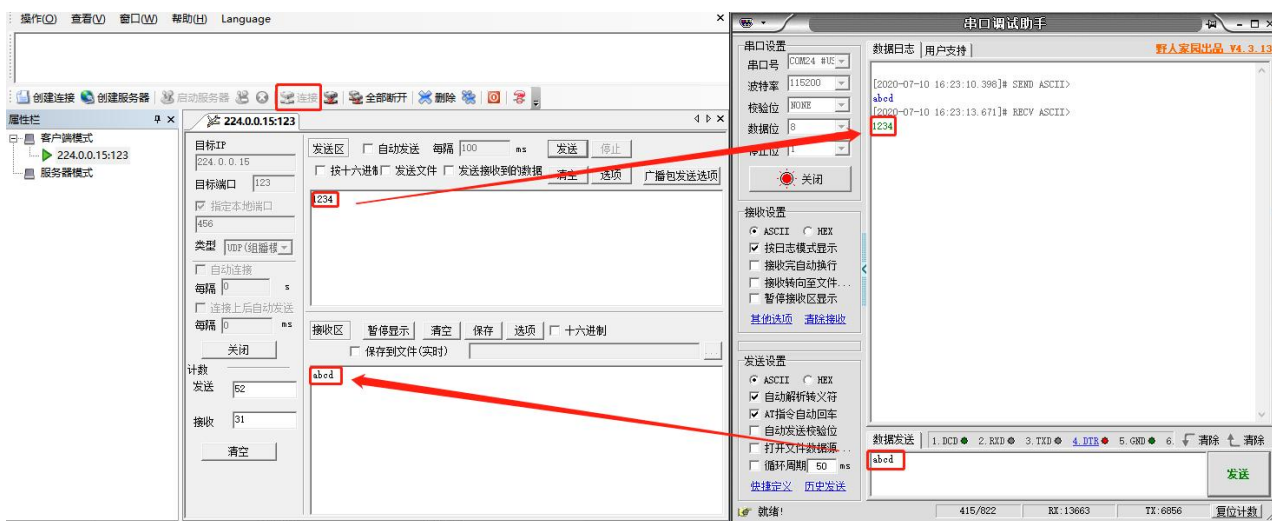 操作(O) 查看(V) 窗口(W) 帮助(H) Language
创建连接 创建服务器 启动服务器 连接 全部断开 删除
属性栏
客户端模式
224.0.0.15:123
服务器模式
224.0.0.15:123
目标IP
224.0.0.15
目标端口 123
指定本地端口
456
类型 UDP(组播模
自动连接
每隔 0 s
连接上后自动发送
每隔 0 ms
关闭
计数
发送 52
接收 31
清空
发送区 自动发送 每隔 100 ms 发送 停止
按十六进制 发送文件 发送接收到的数据 清空 选项 广播包发送选项
1234
接收区 暂停显示 清空 保存 选项 十六进制
保存到文件(实时) ...
abcd
串口调试助手
串口设置
串口号 COM24 #US
波特率 115200
校验位 NONE
数据位 8
停止位 1
关闭
接收设置
ASCII HEX
按日志模式显示
接收完自动换行
接收转向至文件...
暂停接收区显示
其他选项 清除接收
发送设置
ASCII HEX
自动解析转义符
AT指令自动回车
自动发送校验位
打开文件数据源...
循环周期 50 ms
快捷定义 历史发送
数据日志 用户支持 野人家园出品 V4.3.13
[2020-07-10 16:23:10.398]# SEND ASCII>
abcd
[2020-07-10 16:23:13.671]# RECV ASCII>
1234
数据发送 1.DCD 2.RXD 3.TXD 4.DTR 5.GND 6. 清除 清除
abcd
发送
就绪! 415/822 RX:13663 TX:6856 复位计数